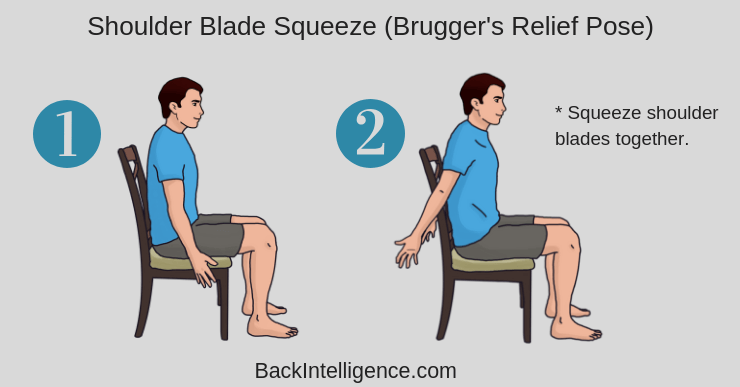 Shoulder Blade Squeeze (Brugger's Relief Pose)
1
2
* Squeeze shoulder
blades together.
BackIntelligence.com